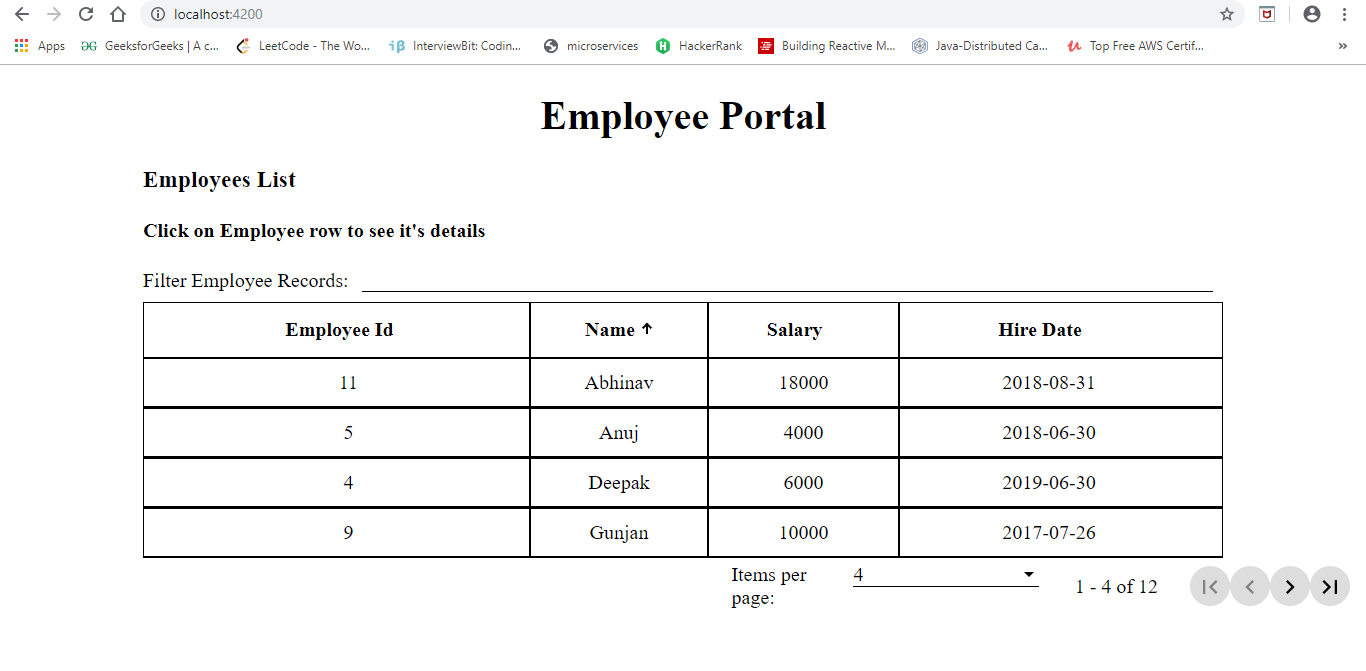 localhost:4200
Apps GeeksforGeeks | A c... LeetCode - The Wo... InterviewBit: Codin... microservices HackerRank Building Reactive M... Java-Distributed Ca... Top Free AWS Certif... »
Employee Portal
Employees List
Click on Employee row to see it's details
Filter Employee Records:
Employee Id Name ↑ Salary Hire Date
11 Abhinav 18000 2018-08-31
5 Anuj 4000 2018-06-30
4 Deepak 6000 2019-06-30
9 Gunjan 10000 2017-07-26
Items per page: 4 1 - 4 of 12